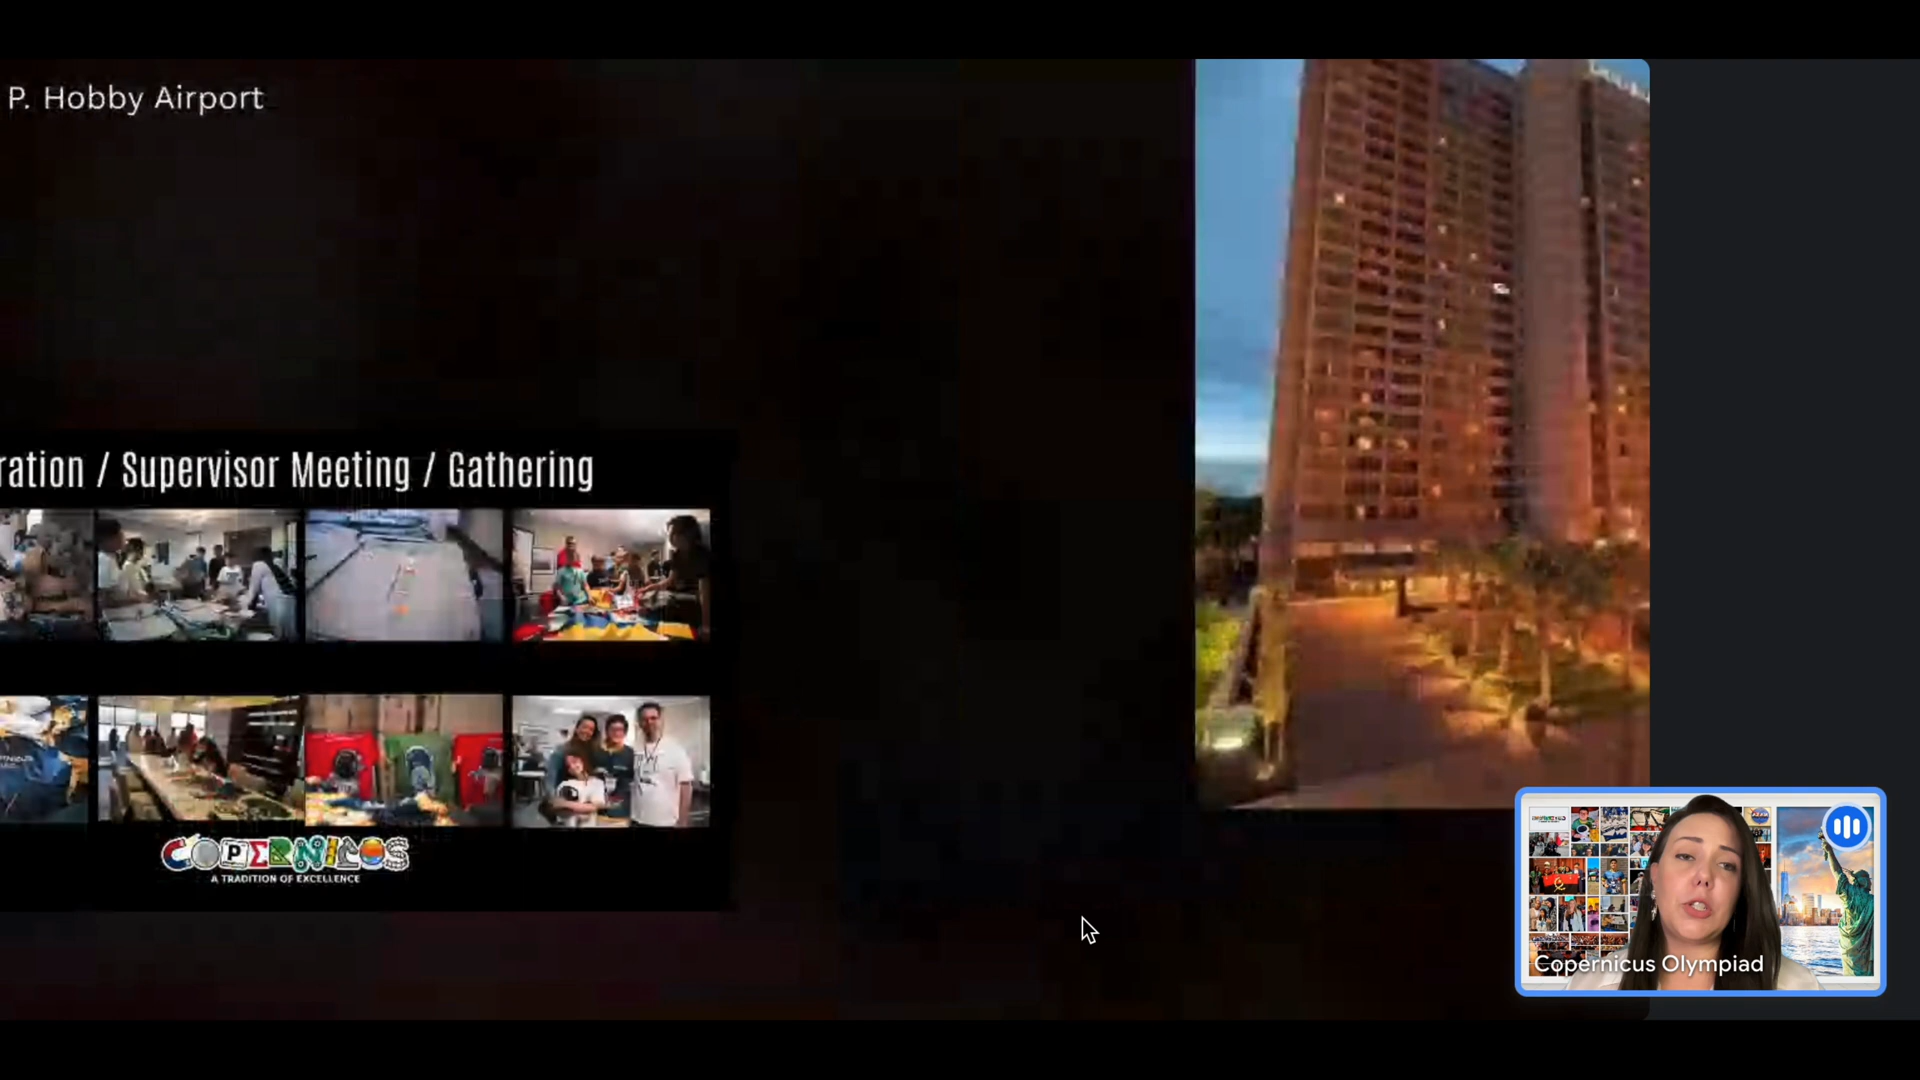 P. Hobby Airport
ration / Supervisor Meeting / Gathering
COPERNICUS
A TRADITION OF EXCELLENCE
Copernicus Olympiad